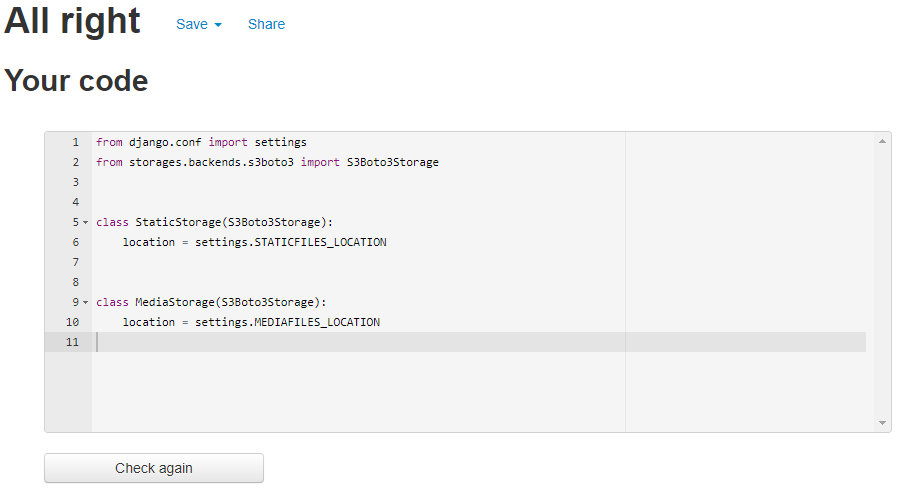 All right Save Share
Your code
1 from django.conf import settings
2 from storages.backends.s3boto3 import S3Boto3Storage
3
4
5 class StaticStorage(S3Boto3Storage):
6     location = settings.STATICFILES_LOCATION
7
8
9 class MediaStorage(S3Boto3Storage):
10     location = settings.MEDIAFILES_LOCATION
11
Check again